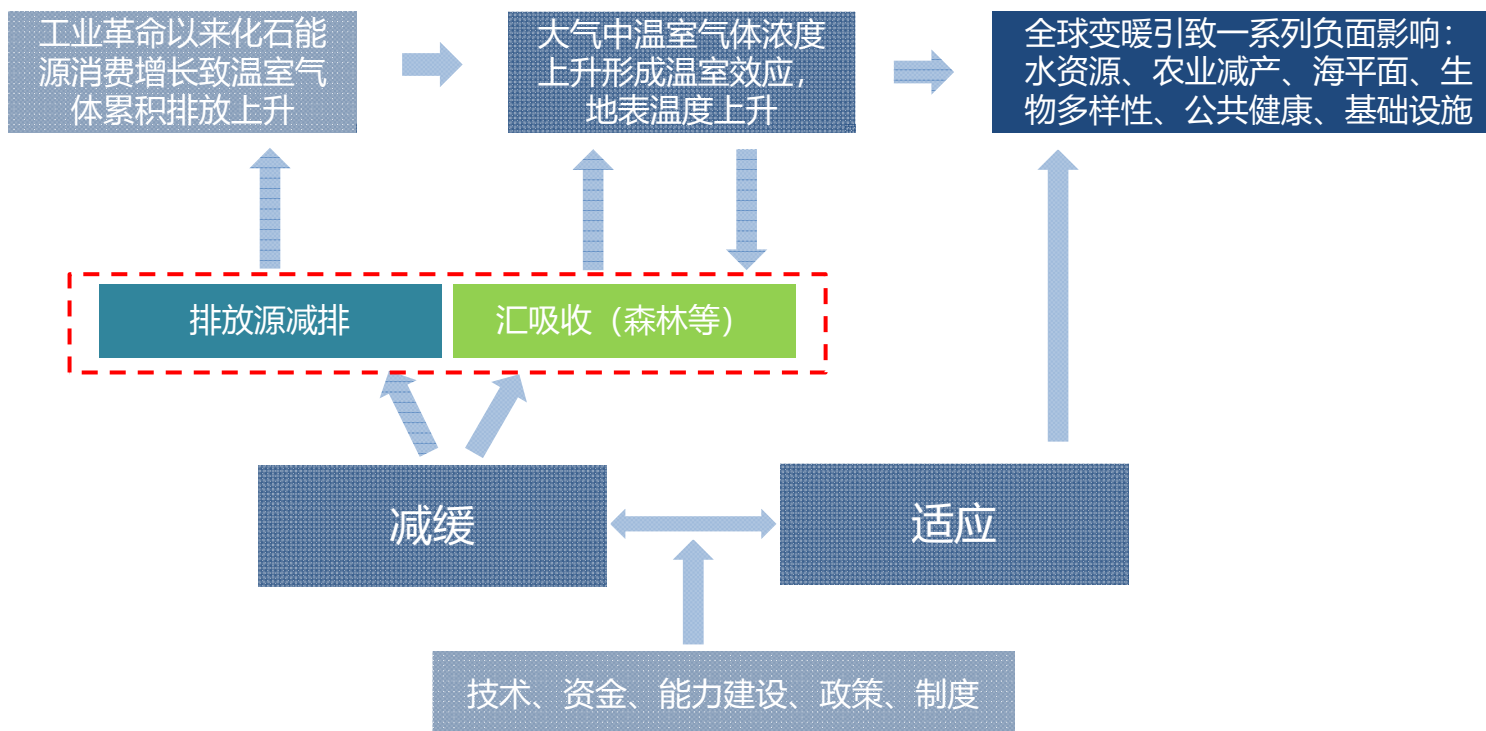 工业革命以来化石能
源消费增长致温室气
体累积排放上升
大气中温室气体浓度
上升形成温室效应，
地表温度上升
全球变暖引致一系列负面影响：
水资源、农业减产、海平面、生
物多样性、公共健康、基础设施
排放源减排
汇吸收（森林等）
减缓
适应
技术、资金、能力建设、政策、制度